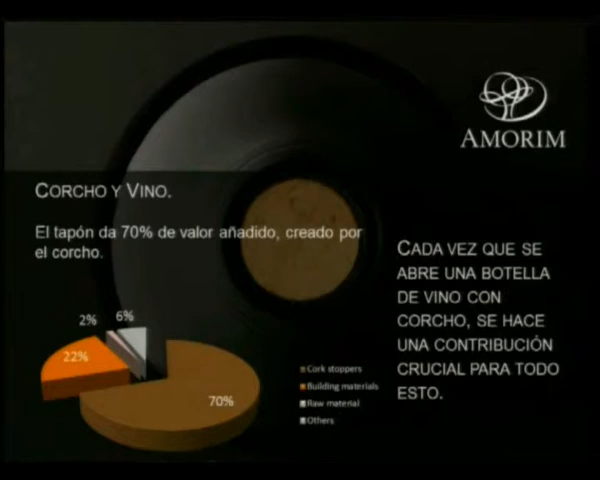 AMORIM
CORCHO Y VINO.
El tapón da 70% de valor añadido, creado por
el corcho.
CADA VEZ QUE SE
ABRE UNA BOTELLA
DE VINO CON
CORCHO, SE HACE
UNA CONTRIBUCIÓN
CRUCIAL PARA TODO
ESTO.
2%
6%
22%
70%
Cork stoppers
Building materials
Raw material
Others